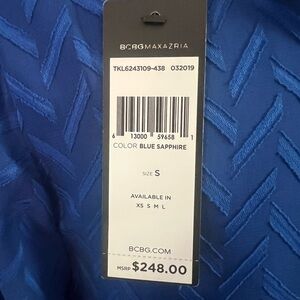 BCBGMAXAZRIA
TKL6243109-438 032019
6 13000 59658 1
COLOR BLUE SAPPHIRE
SIZE S
AVAILABLE IN
XS S M L
BCBG.COM
MSRP $248.00